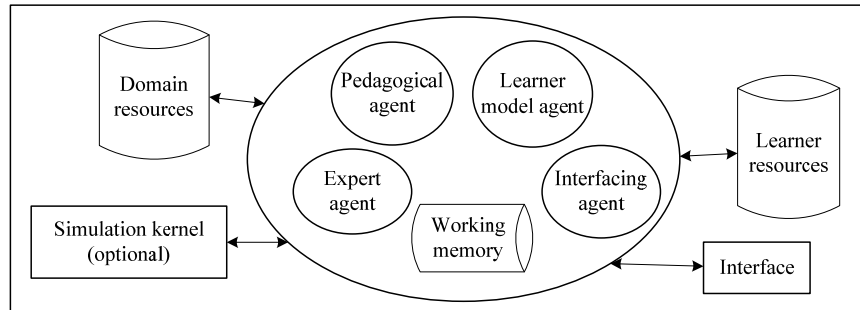 Domain
resources
Pedagogical
agent
Learner
model agent
Learner
resources
Expert
agent
Interfacing
agent
Simulation kernel
(optional)
Working
memory
Interface